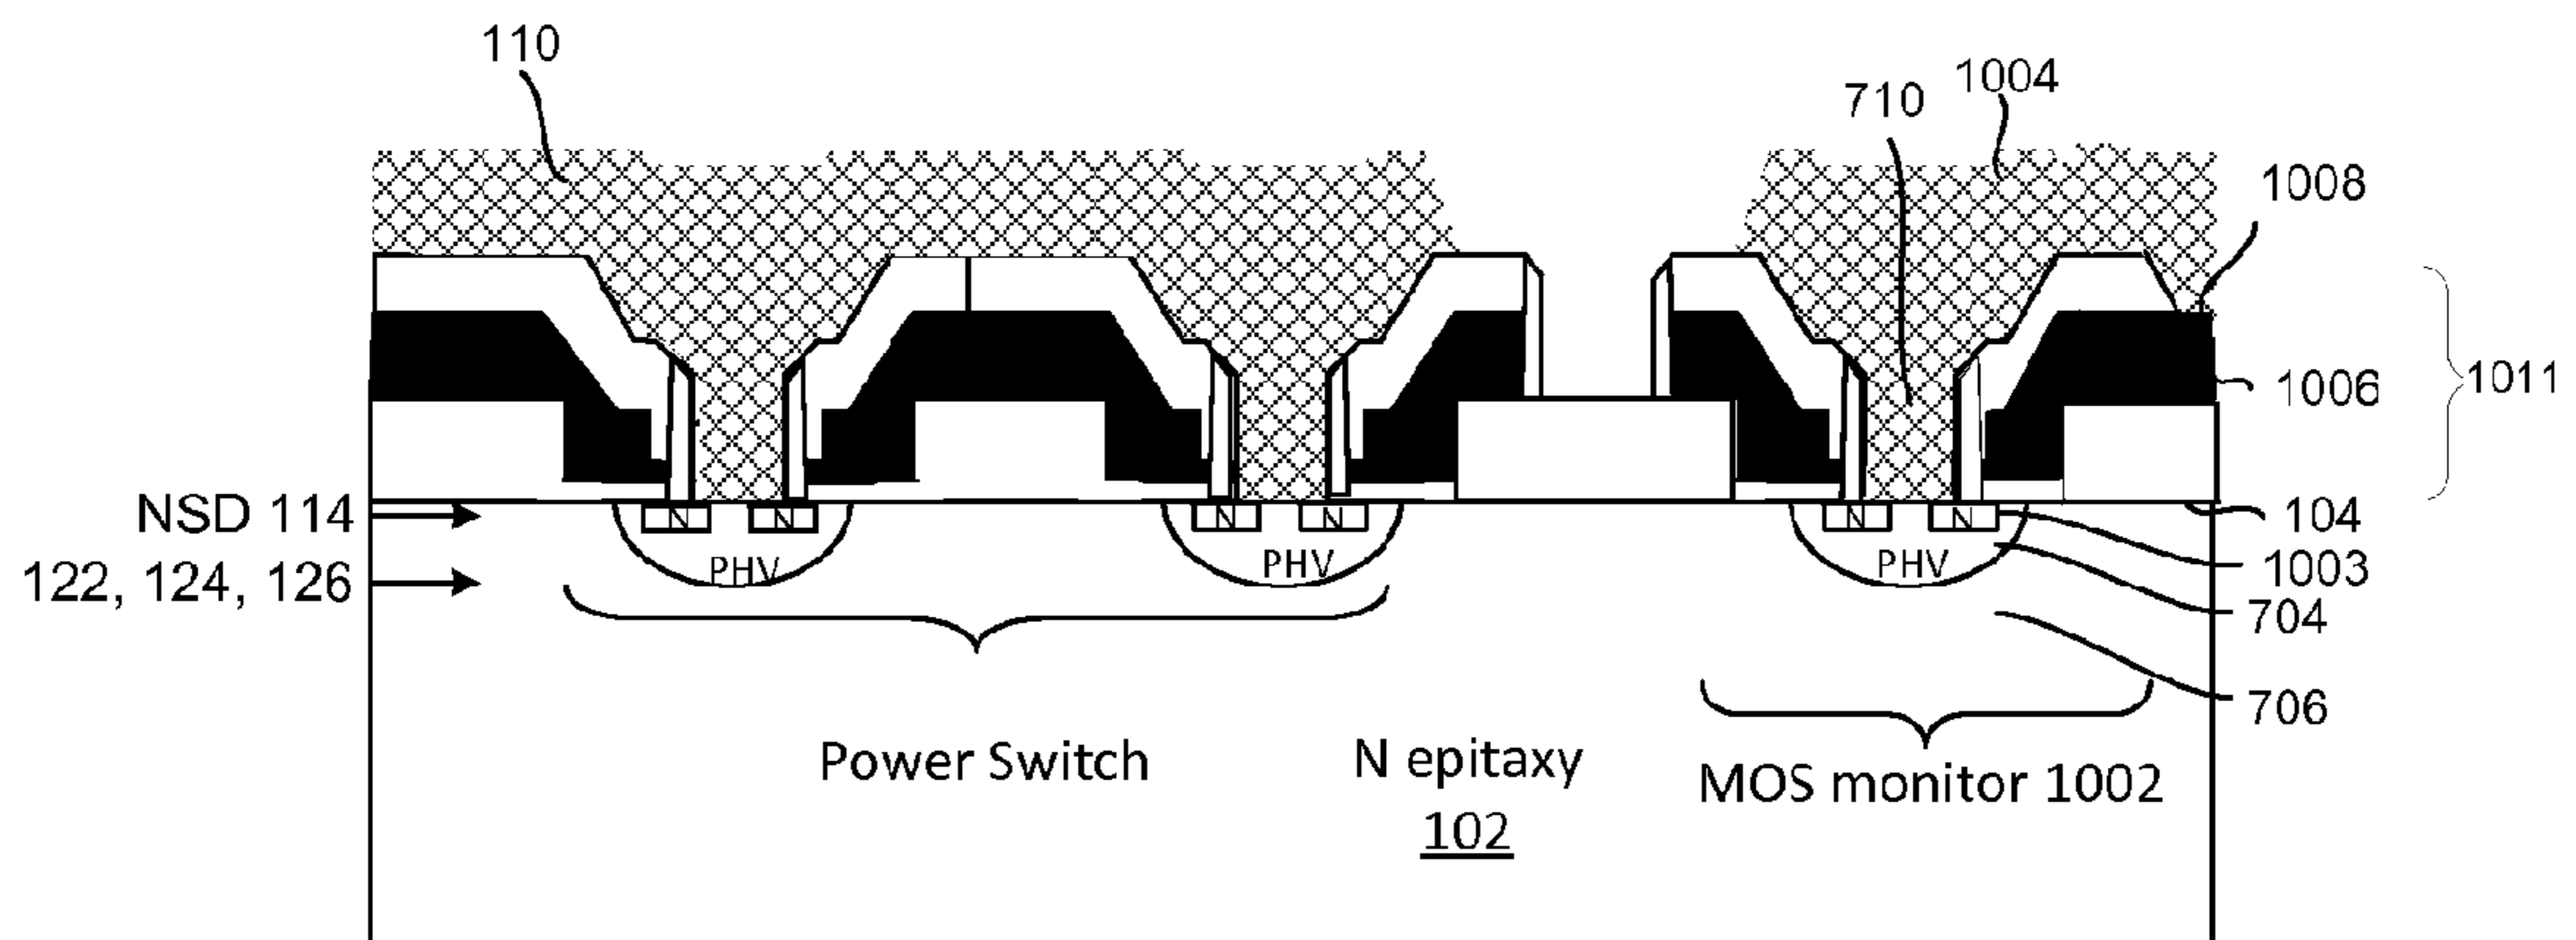 110
710
1004
1008
1006
1011
NSD 114
N
N
N
N
N
N
104
PHV
PHV
PHV
1003
122, 124, 126
704
706
Power Switch
N epitaxy
102
MOS monitor 1002